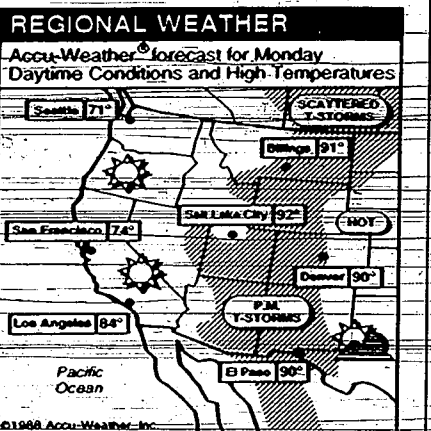 REGIONAL WEATHER
Accu-Weather® forecast for Monday
Daytime Conditions and High Temperatures
SCATTERED
T-STORMS
Seattle 71°
Billings 91°
Salt Lake City 92°
San Francisco 74°
HOT
Denver 90°
P.M.
T-STORMS
Los Angeles 84°
El Paso 90°
Pacific
Ocean
©1988 Accu-Weather, Inc.